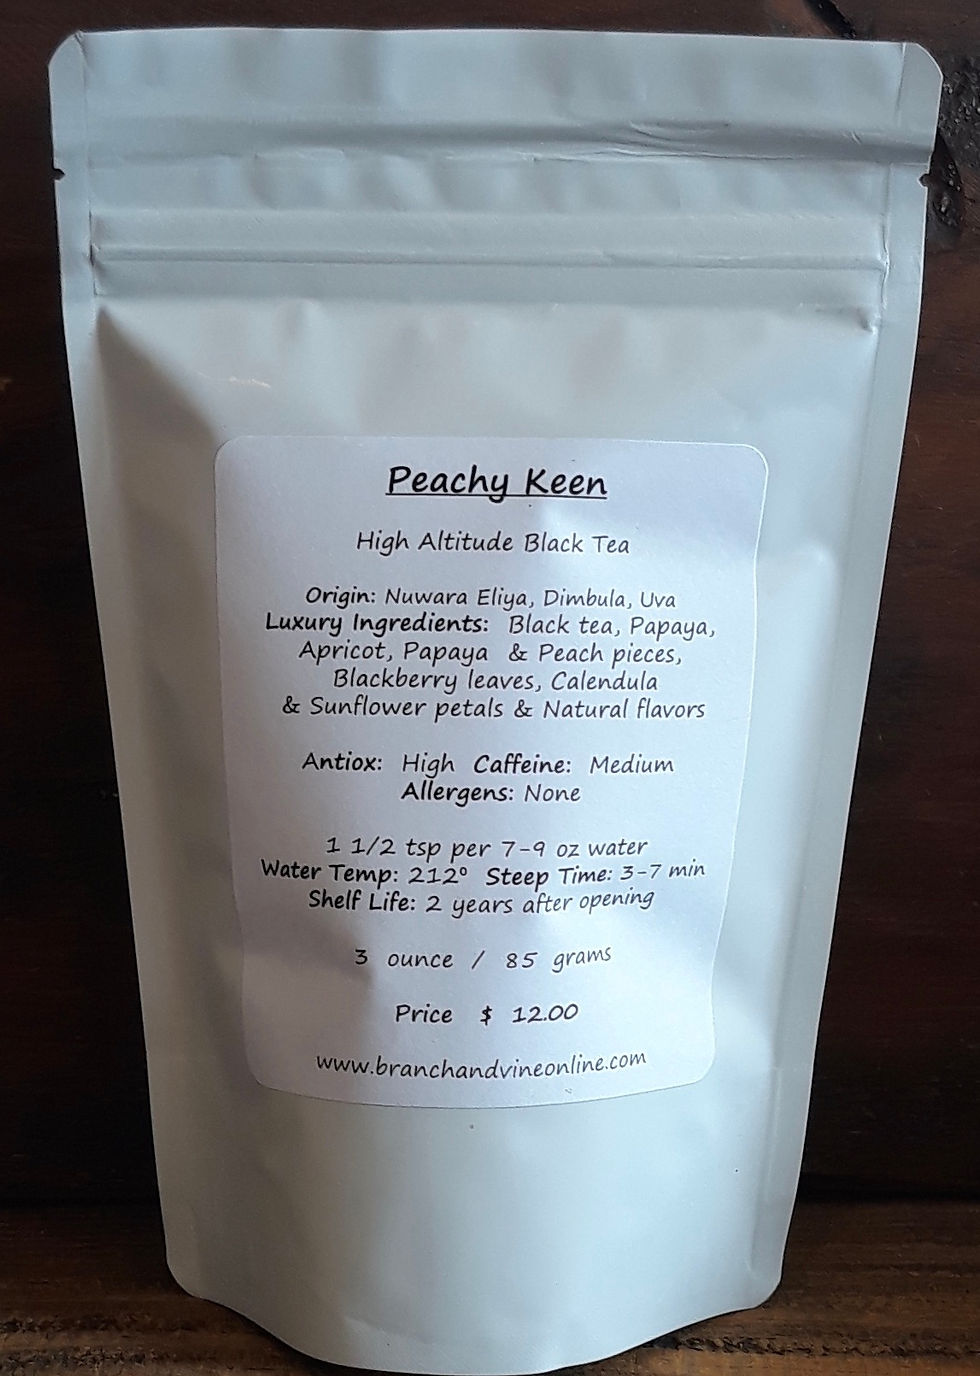 Peachy Keen
High Altitude Black Tea
Origin: Nuwara Eliya, Dimbula, Uva
Luxury Ingredients: Black tea, Papaya,
Apricot, Papaya & Peach pieces,
Blackberry leaves, Calendula
& Sunflower petals & Natural flavors
Antiox: High Caffeine: Medium
Allergens: None
1 1/2 tsp per 7-9 oz water
Water Temp: 212° Steep Time: 3-7 min
Shelf Life: 2 years after opening
3 ounce / 85 grams
Price $ 12.00
www.branchandvineonline.com